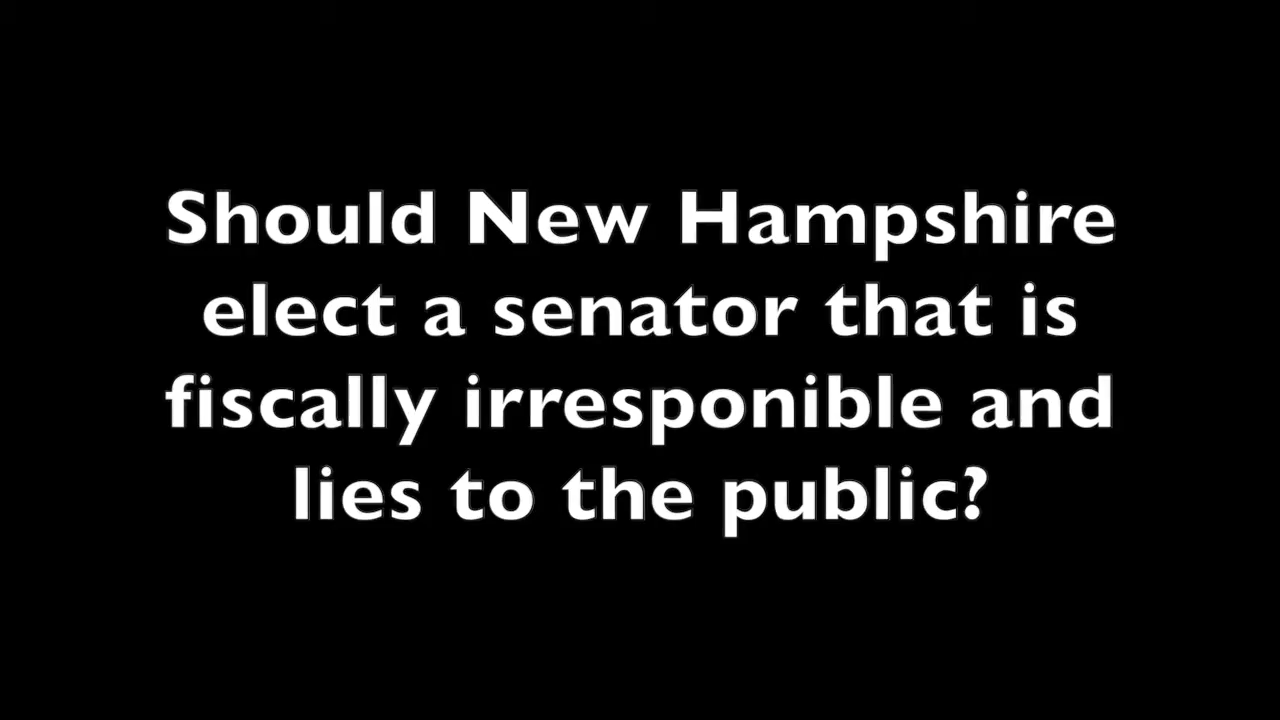 Should New Hampshire
elect a senator that is
fiscally irresponible and
lies to the public?